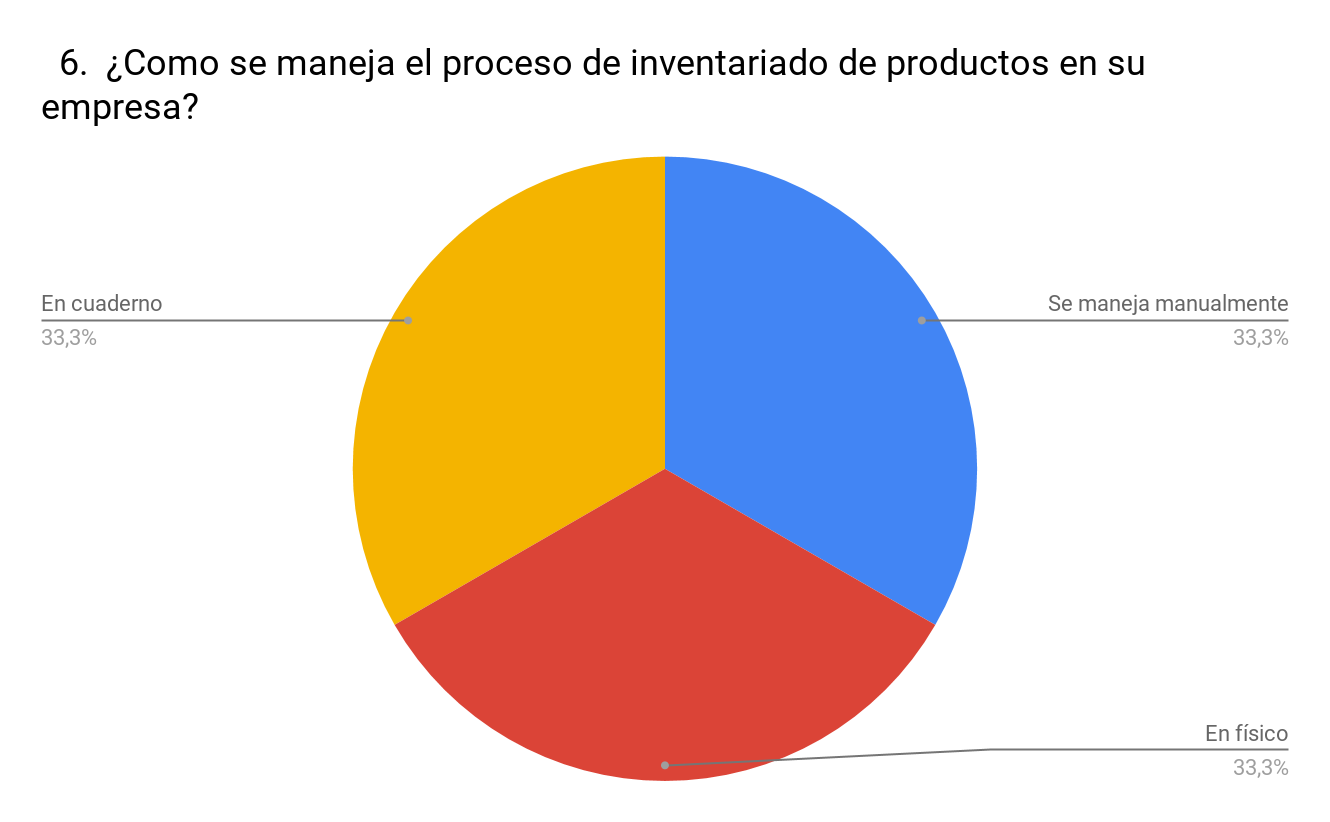 6. ¿Como se maneja el proceso de inventariado de productos en su
empresa?
En cuaderno
33,3%
Se maneja manualmente
33,3%
En físico
33,3%